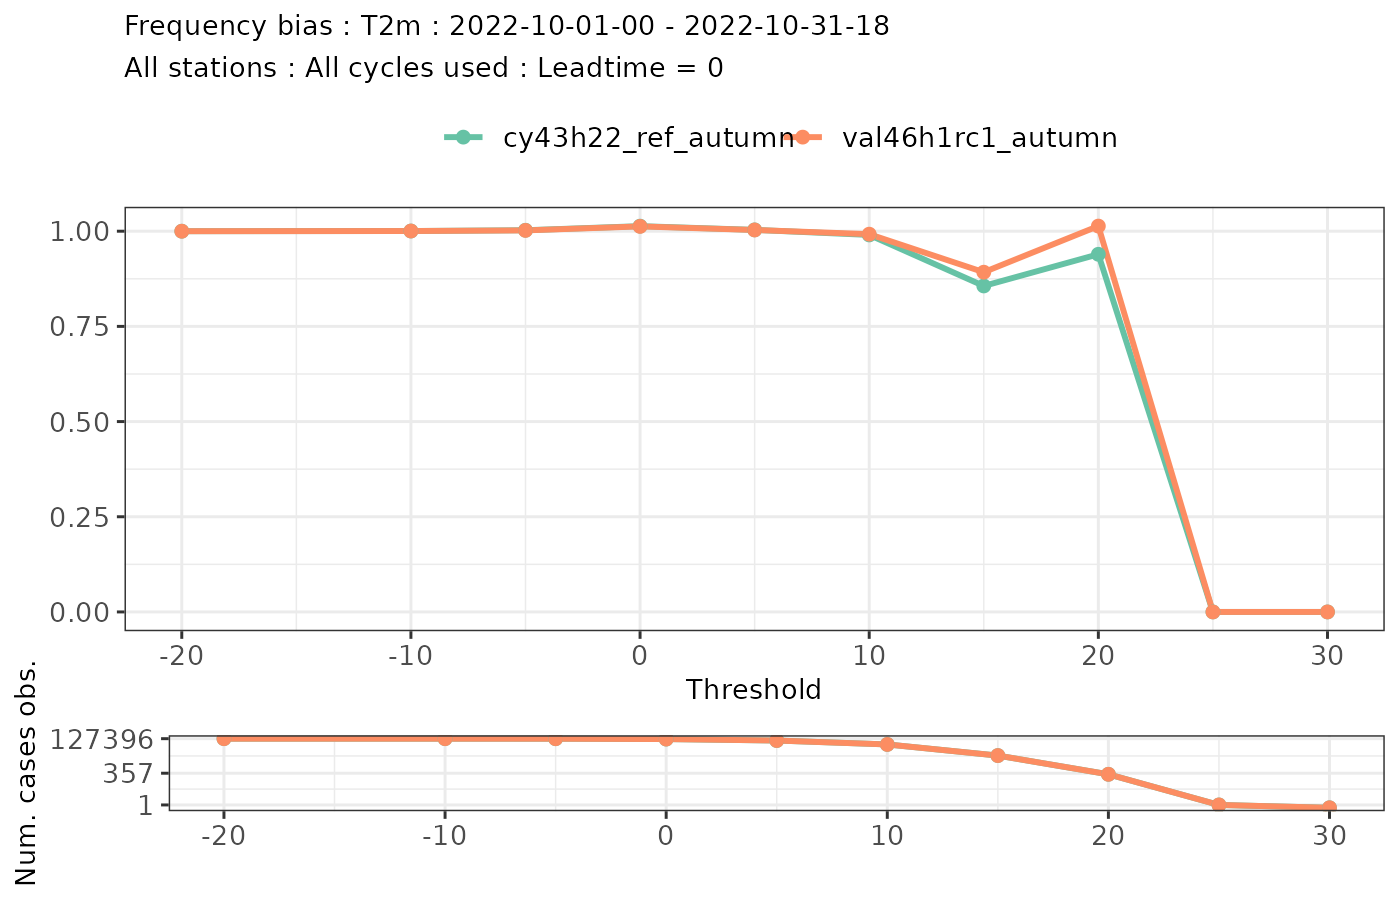 Frequency bias : T2m : 2022-10-01-00 - 2022-10-31-18
All stations : All cycles used : Leadtime = 0
cy43h22_ref_autumn val46h1rc1_autumn
1.00
0.75
0.50
0.25
0.00
-20 -10 0 10 20 30
Threshold
Num. cases obs.
127396
357
1
-20 -10 0 10 20 30